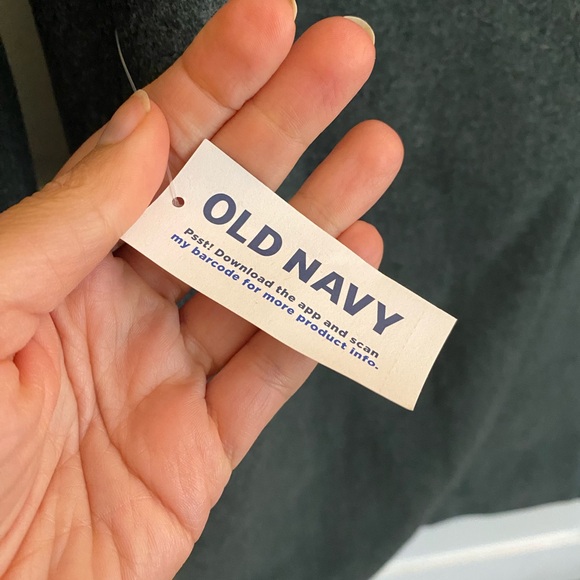 OLD NAVY
Psst! Download the app and scan
my barcode for more product info.